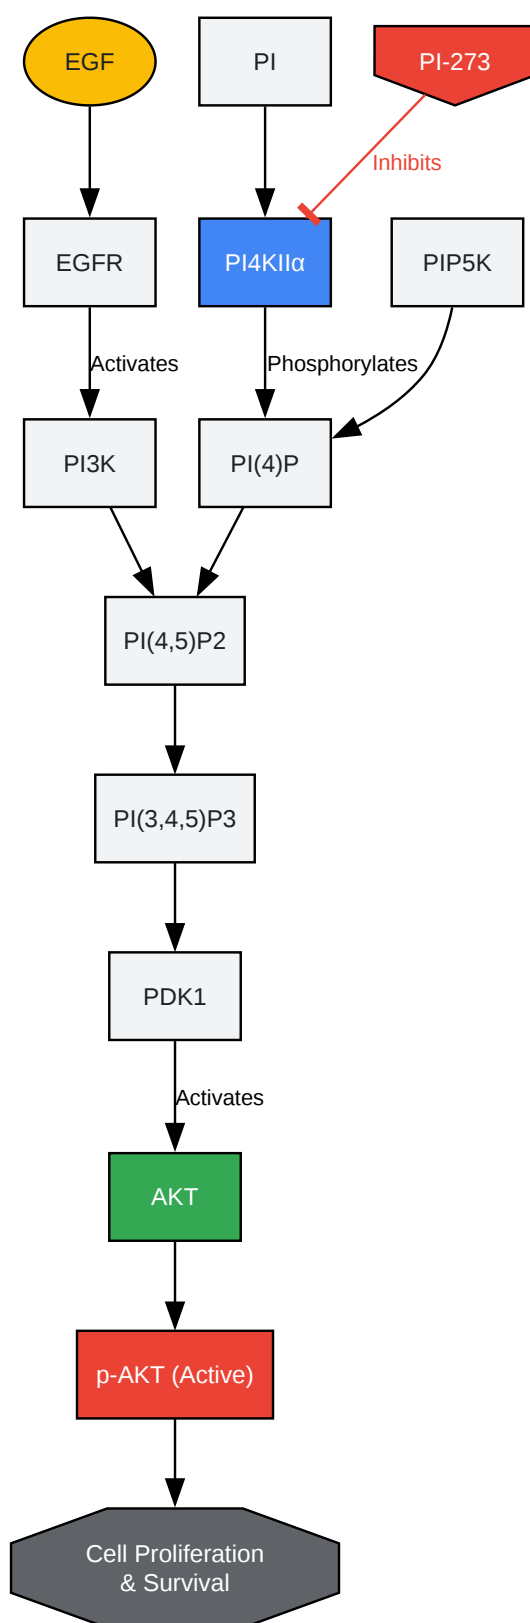 EGF
PI
PI-273
Inhibits
EGFR
PI4KIIα
PIP5K
Activates
Phosphorylates
PI3K
PI(4)P
PI(4,5)P2
PI(3,4,5)P3
PDK1
Activates
AKT
p-AKT (Active)
Cell Proliferation
& Survival